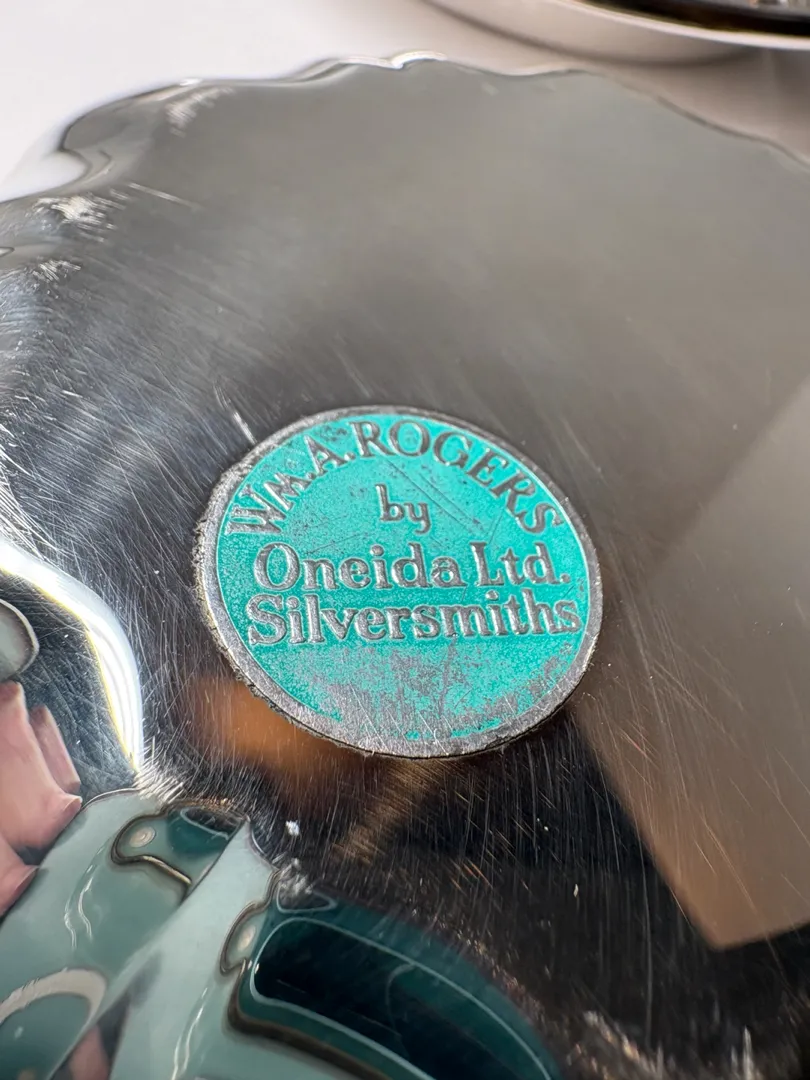 WM.A.ROGERS
by
Oneida Ltd.
Silversmiths